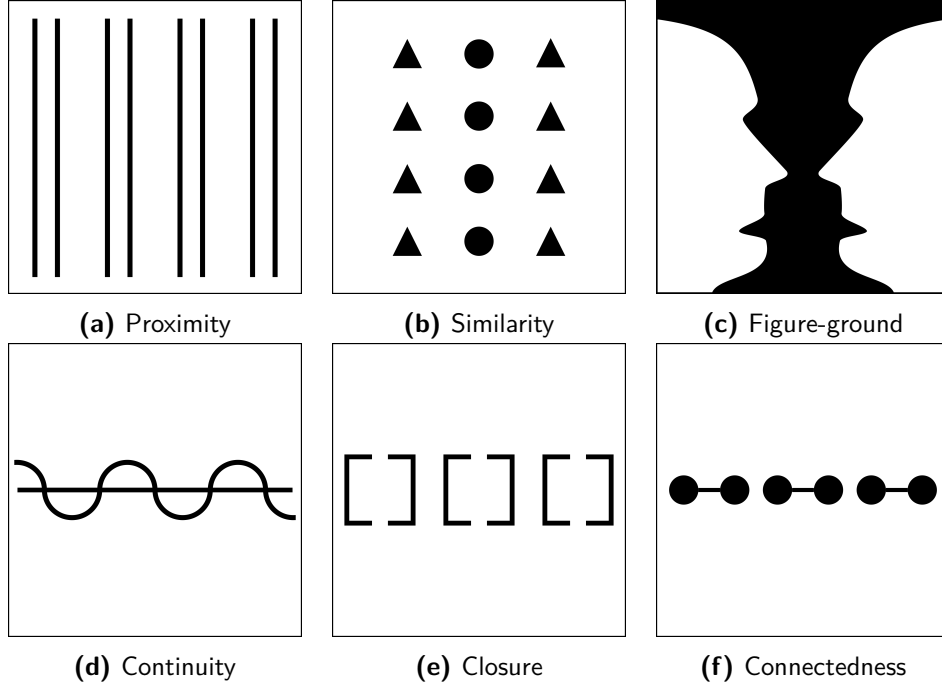 (a) Proximity
(b) Similarity
(c) Figure-ground
(d) Continuity
(e) Closure
(f) Connectedness